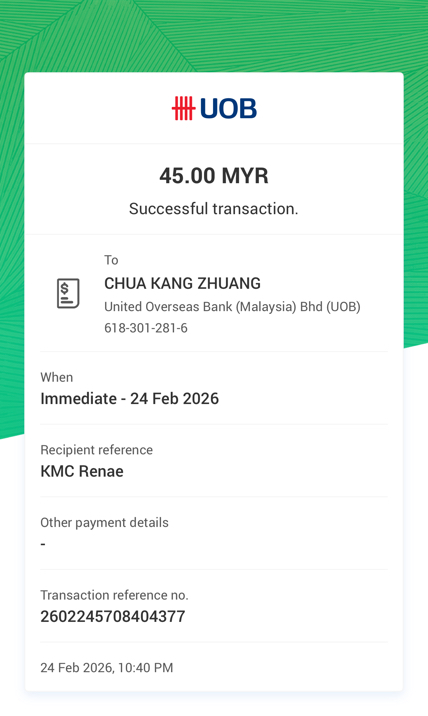 UOB
45.00 MYR
Successful transaction.
To
CHUA KANG ZHUANG
United Overseas Bank (Malaysia) Bhd (UOB)
618-301-281-6
When
Immediate - 24 Feb 2026
Recipient reference
KMC Renae
Other payment details
-
Transaction reference no.
2602245708404377
24 Feb 2026, 10:40 PM